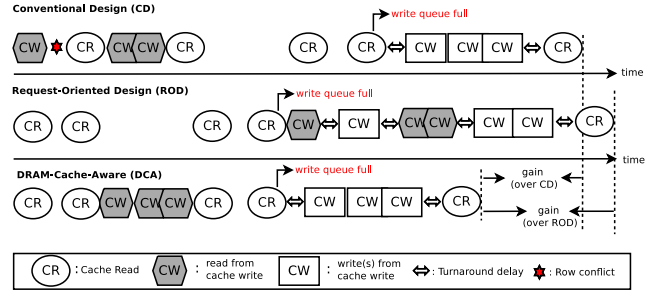 Conventional Design (CD)
write queue full
CW CR CW CW CR CR CR CW CW CW CR
time
Request-Oriented Design (ROD)
write queue full
CR CR CR CR CW CW CW CW CW CW CR
time
DRAM-Cache-Aware (DCA)
write queue full
CR CR CW CW CW CR CR CW CW CW CR
gain
(over CD)
gain
(over ROD)
CR : Cache Read CW : read from
cache write CW : write(s) from
cache write : Turnaround delay : Row conflict